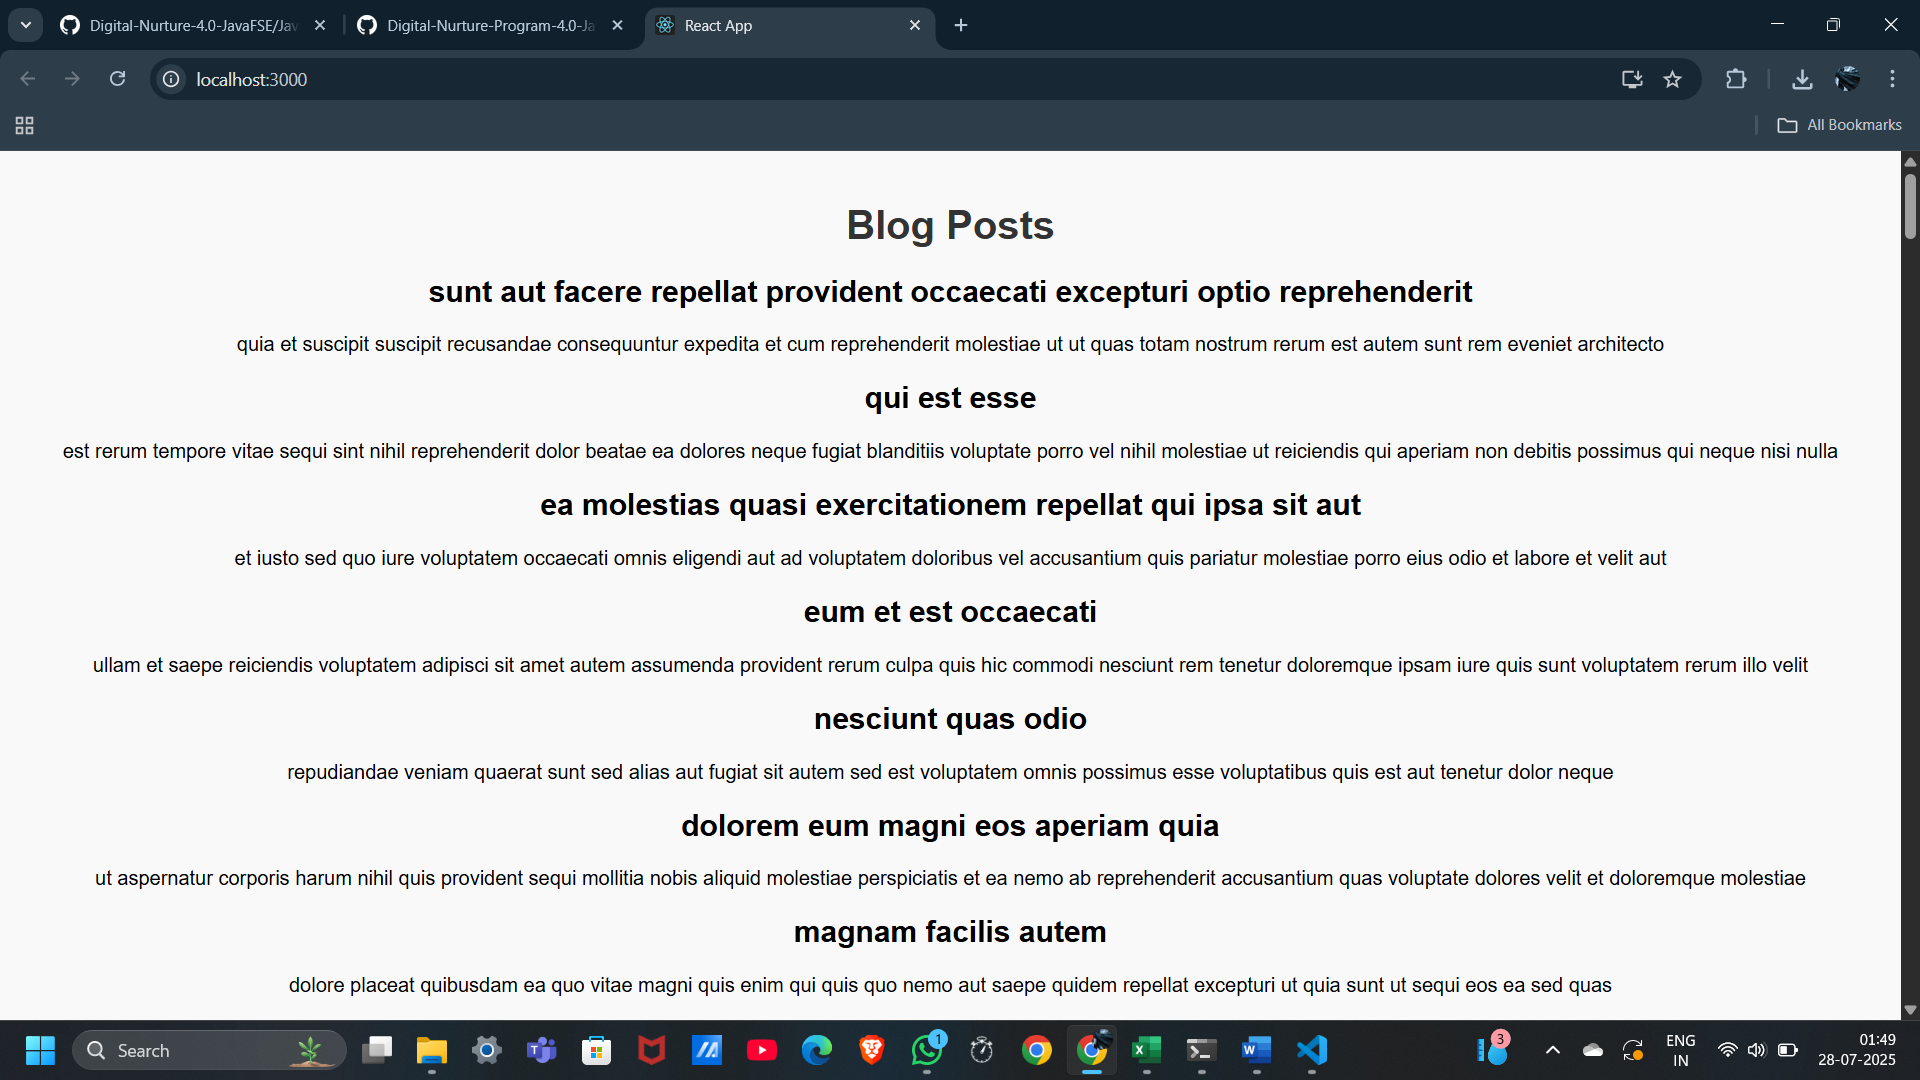 Digital-Nurture-4.0-JavaFSE/Jav
Digital-Nurture-Program-4.0-Ja
React App
localhost:3000
All Bookmarks
Blog Posts
sunt aut facere repellat provident occaecati excepturi optio reprehenderit
quia et suscipit suscipit recusandae consequuntur expedita et cum reprehenderit molestiae ut ut quas totam nostrum rerum est autem sunt rem eveniet architecto
qui est esse
est rerum tempore vitae sequi sint nihil reprehenderit dolor beatae ea dolores neque fugiat blanditiis voluptate porro vel nihil molestiae ut reiciendis qui aperiam non debitis possimus qui neque nisi nulla
ea molestias quasi exercitationem repellat qui ipsa sit aut
et iusto sed quo iure voluptatem occaecati omnis eligendi aut ad voluptatem doloribus vel accusantium quis pariatur molestiae porro eius odio et labore et velit aut
eum et est occaecati
ullam et saepe reiciendis voluptatem adipisci sit amet autem assumenda provident rerum culpa quis hic commodi nesciunt rem tenetur doloremque ipsam iure quis sunt voluptatem rerum illo velit
nesciunt quas odio
repudiandae veniam quaerat sunt sed alias aut fugiat sit autem sed est voluptatem omnis possimus esse voluptatibus quis est aut tenetur dolor neque
dolorem eum magni eos aperiam quia
ut aspernatur corporis harum nihil quis provident sequi mollitia nobis aliquid molestiae perspiciatis et ea nemo ab reprehenderit accusantium quas voluptate dolores velit et doloremque molestiae
magnam facilis autem
dolore placeat quibusdam ea quo vitae magni quis enim qui quis quo nemo aut saepe quidem repellat excepturi ut quia sunt ut sequi eos ea sed quas
Search
1
3
ENG
IN
01:49
28-07-2025